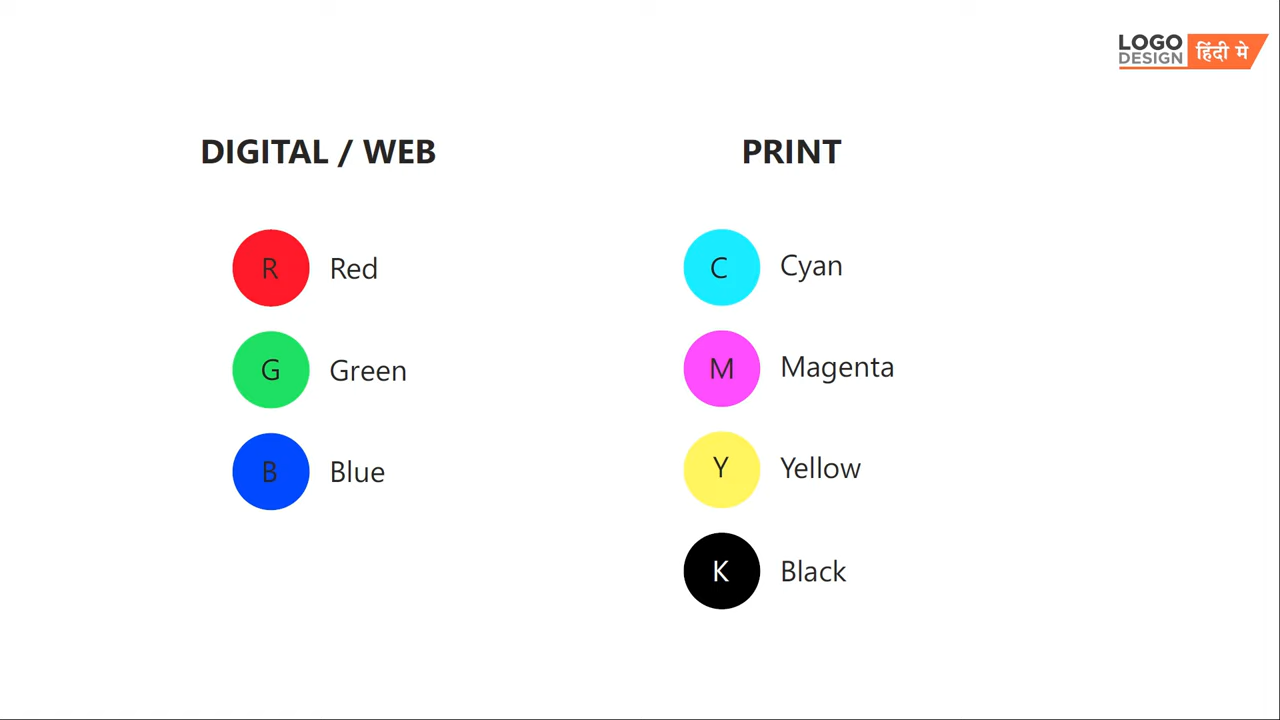 LOGO
DESIGN
हिंदी मे
DIGITAL / WEB
R Red
G Green
B Blue
PRINT
C Cyan
M Magenta
Y Yellow
K Black